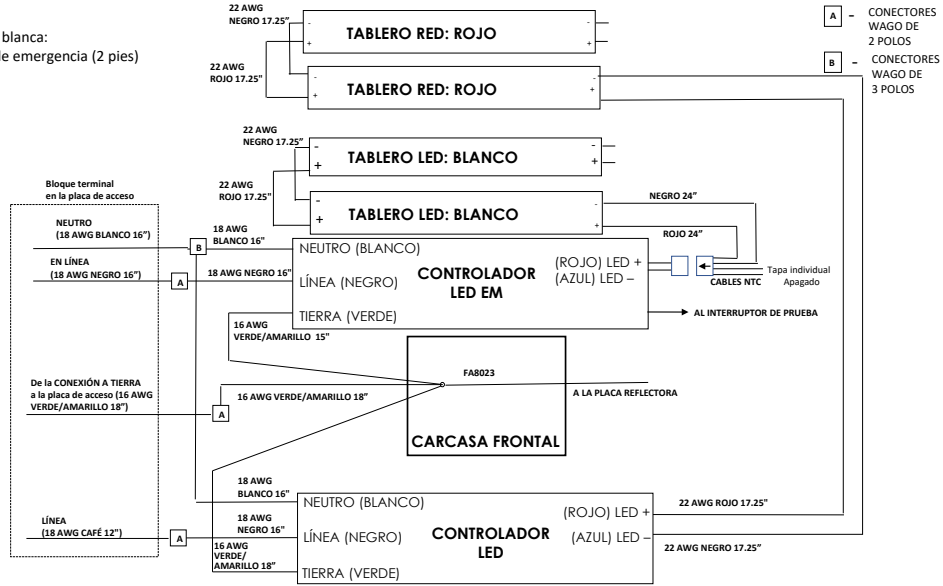 blanca:
de emergencia (2 pies)
22 AWG
NEGRO 17.25"
-
+
TABLERO RED: ROJO
-
+
22 AWG
ROJO 17.25"
-
+
TABLERO RED: ROJO
-
+
A - CONECTORES
WAGO DE
2 POLOS
B - CONECTORES
WAGO DE
3 POLOS
22 AWG
NEGRO 17.25"
-
+
TABLERO LED: BLANCO
-
+
22 AWG
ROJO 17.25"
-
+
TABLERO LED: BLANCO
-
+
NEGRO 24"
ROJO 24"
Bloque terminal
en la placa de acceso
NEUTRO
(18 AWG BLANCO 16")
B
18 AWG
BLANCO 16"
EN LÍNEA
(18 AWG NEGRO 16")
A
18 AWG NEGRO 16"
NEUTRO (BLANCO)
LÍNEA (NEGRO)
TIERRA (VERDE)
CONTROLADOR
LED EM
(ROJO) LED +
(AZUL) LED –
CABLES NTC
Tapa individual
Apagado
AL INTERRUPTOR DE PRUEBA
16 AWG
VERDE/AMARILLO 15"
De la CONEXIÓN A TIERRA
a la placa de acceso (16 AWG
VERDE/AMARILLO 18")
A
16 AWG VERDE/AMARILLO 18"
FA8023
A LA PLACA REFLECTORA
CARCASA FRONTAL
18 AWG
BLANCO 16"
LÍNEA
(18 AWG CAFÉ 12")
A
18 AWG
NEGRO 16"
16 AWG
VERDE/
AMARILLO 18"
NEUTRO (BLANCO)
LÍNEA (NEGRO)
TIERRA (VERDE)
CONTROLADOR
LED
(ROJO) LED +
(AZUL) LED –
22 AWG ROJO 17.25"
22 AWG NEGRO 17.25"